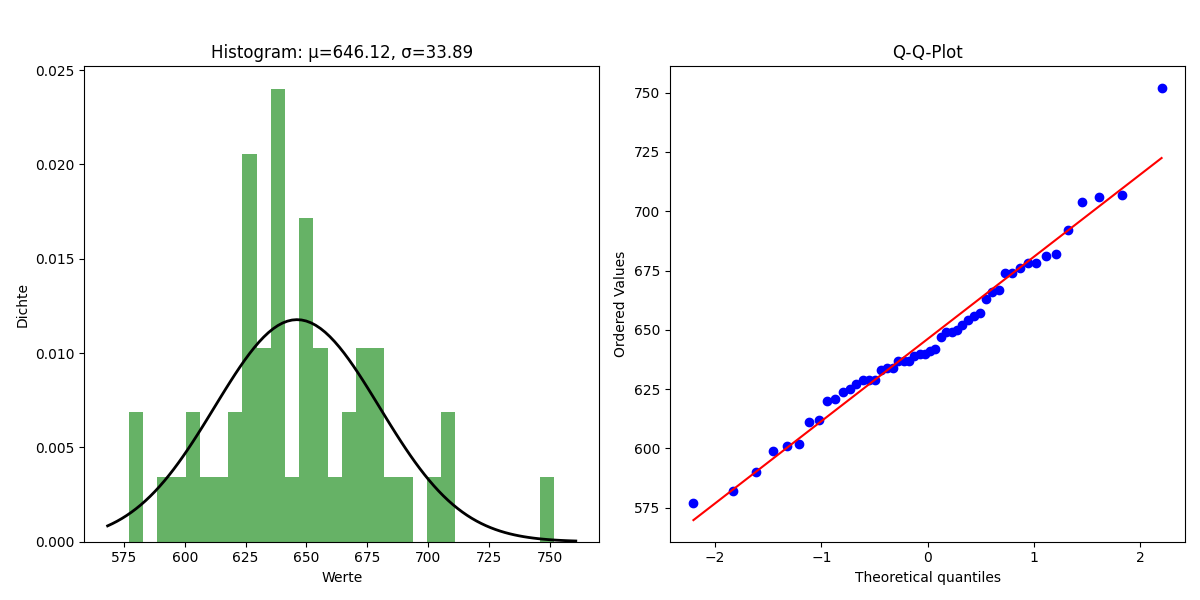 Histogram: μ=646.12, σ=33.89
0.025
0.020
0.015
0.010
0.005
0.000
Dichte
575 600 625 650 675 700 725 750
Werte
Q-Q-Plot
750
725
700
675
650
625
600
575
Ordered Values
−2 −1 0 1 2
Theoretical quantiles